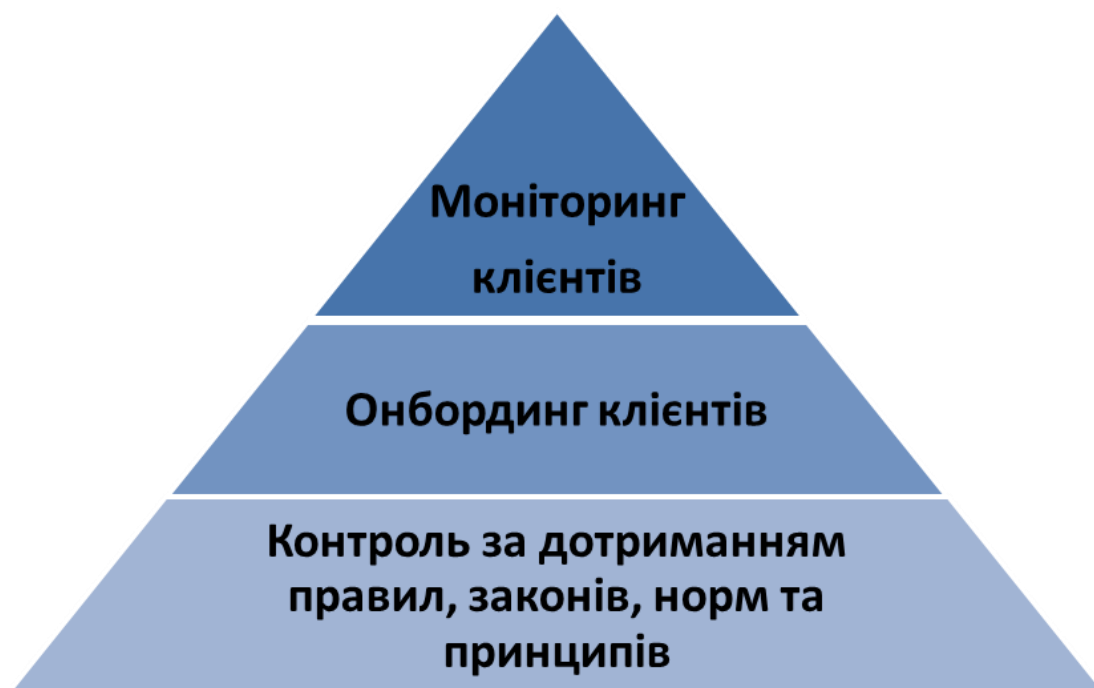 Моніторинг
клієнтів
Онбординг клієнтів
Контроль за дотриманням
правил, законів, норм та
принципів